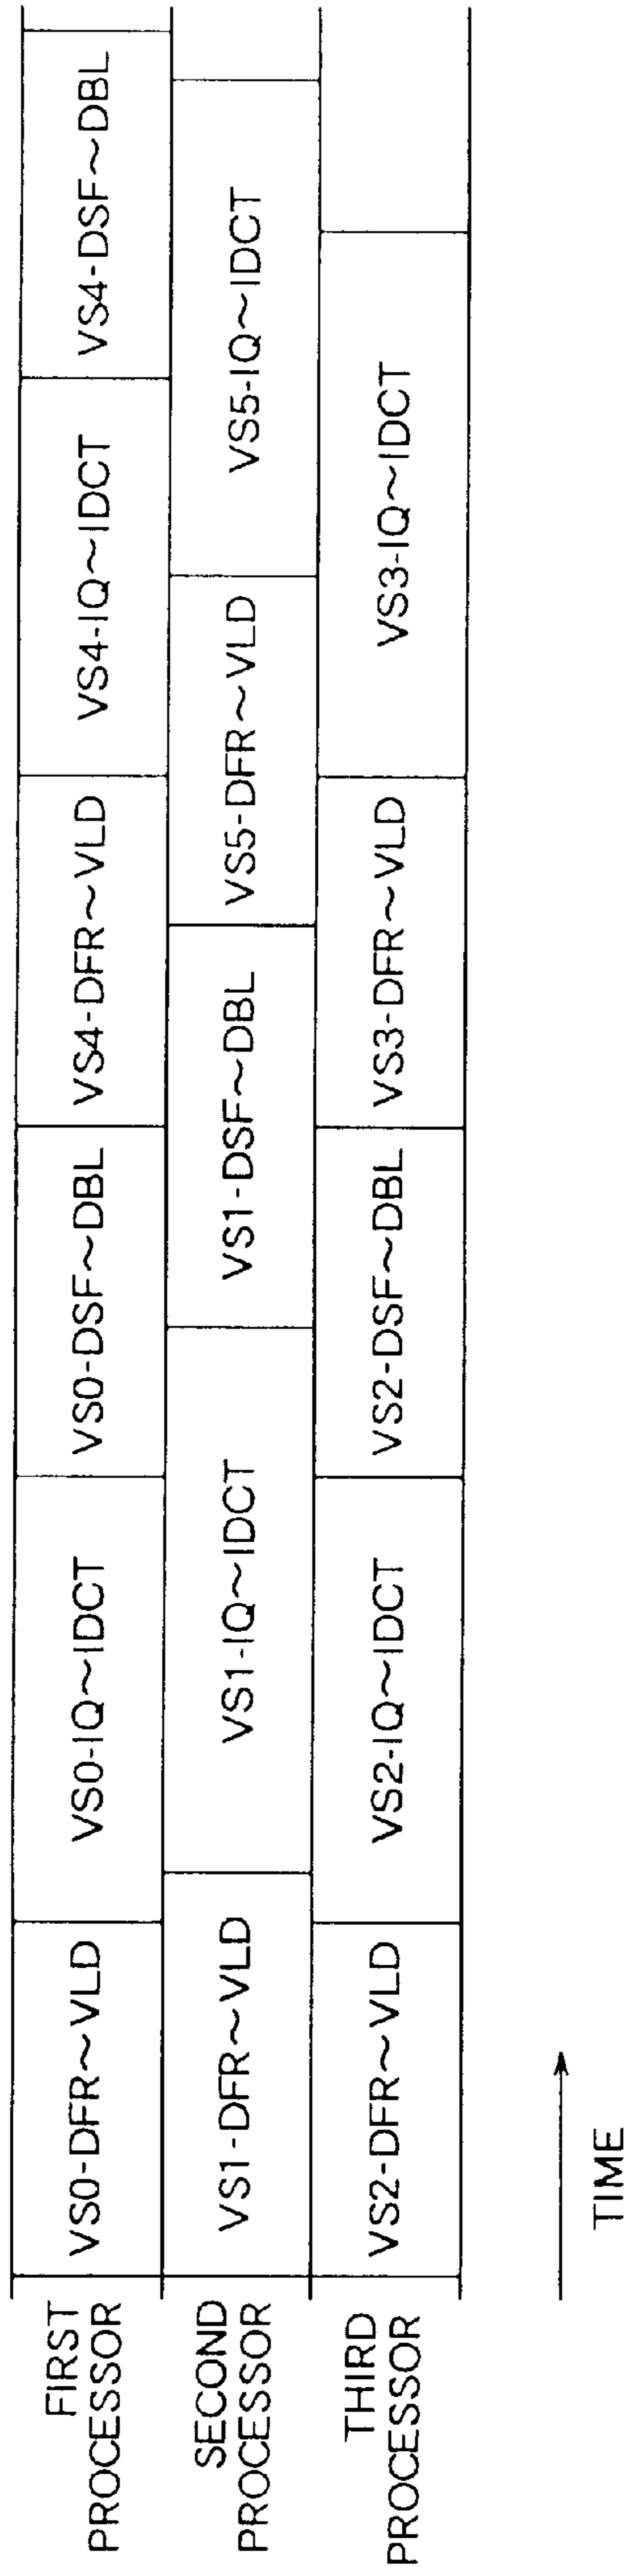 FIRST
PROCESSOR
VS0-DFR~VLD
VS0-IQ~IDCT
VS0-DSF~DBL
VS4-DFR~VLD
VS4-IQ~IDCT
VS4-DSF~DBL
SECOND
PROCESSOR
VS1-DFR~VLD
VS1-IQ~IDCT
VS1-DSF~DBL
VS5-DFR~VLD
VS5-IQ~IDCT
THIRD
PROCESSOR
VS2-DFR~VLD
VS2-IQ~IDCT
VS2-DSF~DBL
VS3-DFR~VLD
VS3-IQ~IDCT
TIME